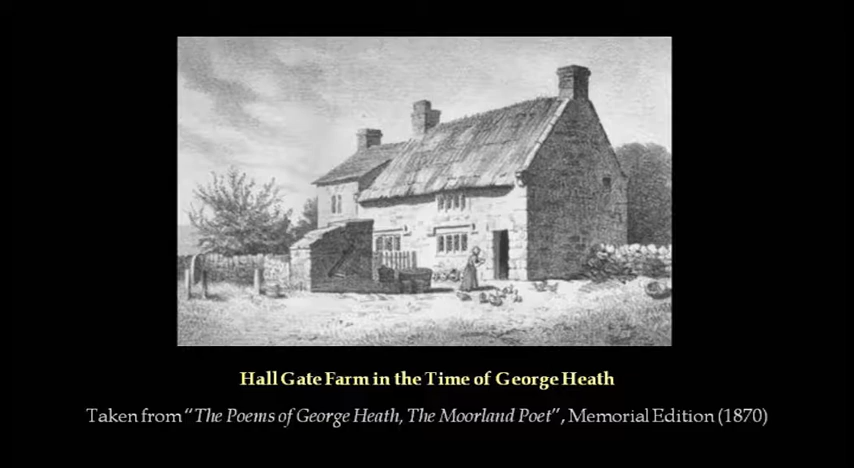 Hall Gate Farm in the Time of George Heath
Taken from “The Poems of George Heath, The Moorland Poet”, Memorial Edition (1870)